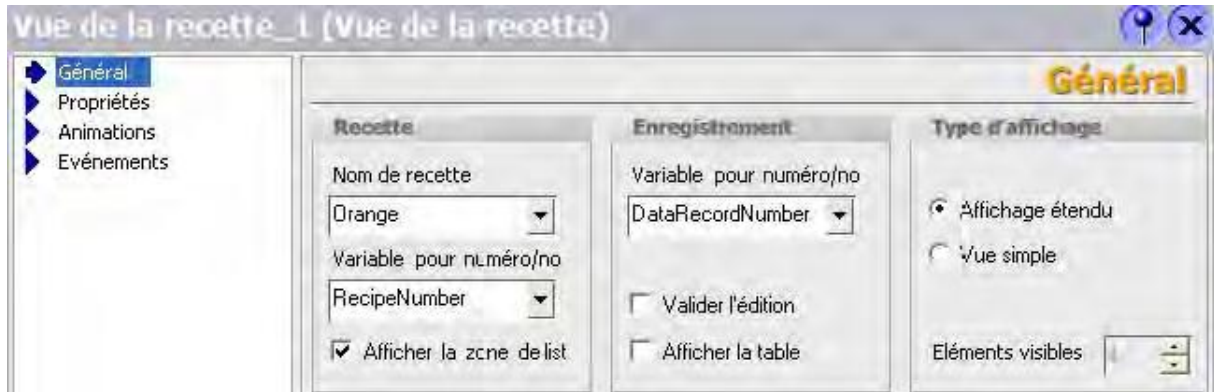 Vue de la recette_1 (Vue de la recette)
Général
Propriétés
Animations
Evénements
Général
Recette
Nom de recette
Orange
Variable pour numéro/no
RecipeNumber
Afficher la zone de list
Enregistrement
Variable pour numéro/no
DataRecordNumber
Valider l'édition
Afficher la table
Type d'affichage
Affichage étendu
Vue simple
Eléments visibles